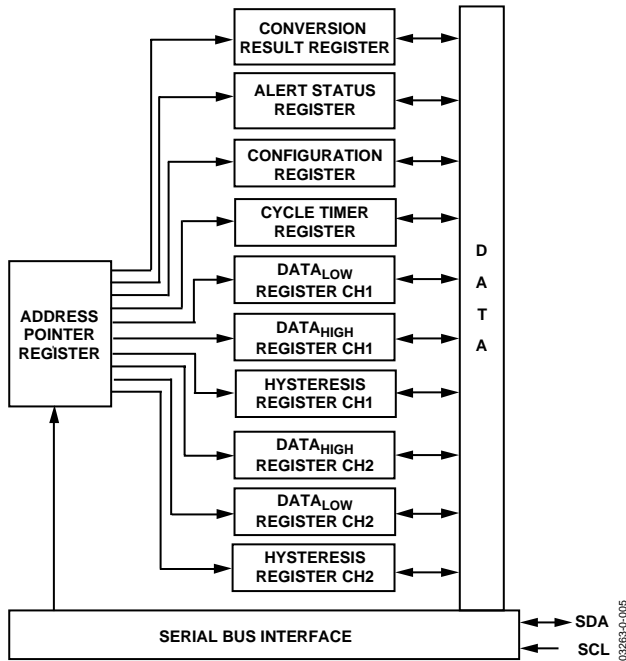 CONVERSION
RESULT REGISTER
ALERT STATUS
REGISTER
CONFIGURATION
REGISTER
CYCLE TIMER
REGISTER
ADDRESS
POINTER
REGISTER
DATALOW
REGISTER CH1
DATAHIGH
REGISTER CH1
HYSTERESIS
REGISTER CH1
DATAHIGH
REGISTER CH2
DATALOW
REGISTER CH2
HYSTERESIS
REGISTER CH2
D
A
T
A
SERIAL BUS INTERFACE
SDA
SCL
03263-0-005